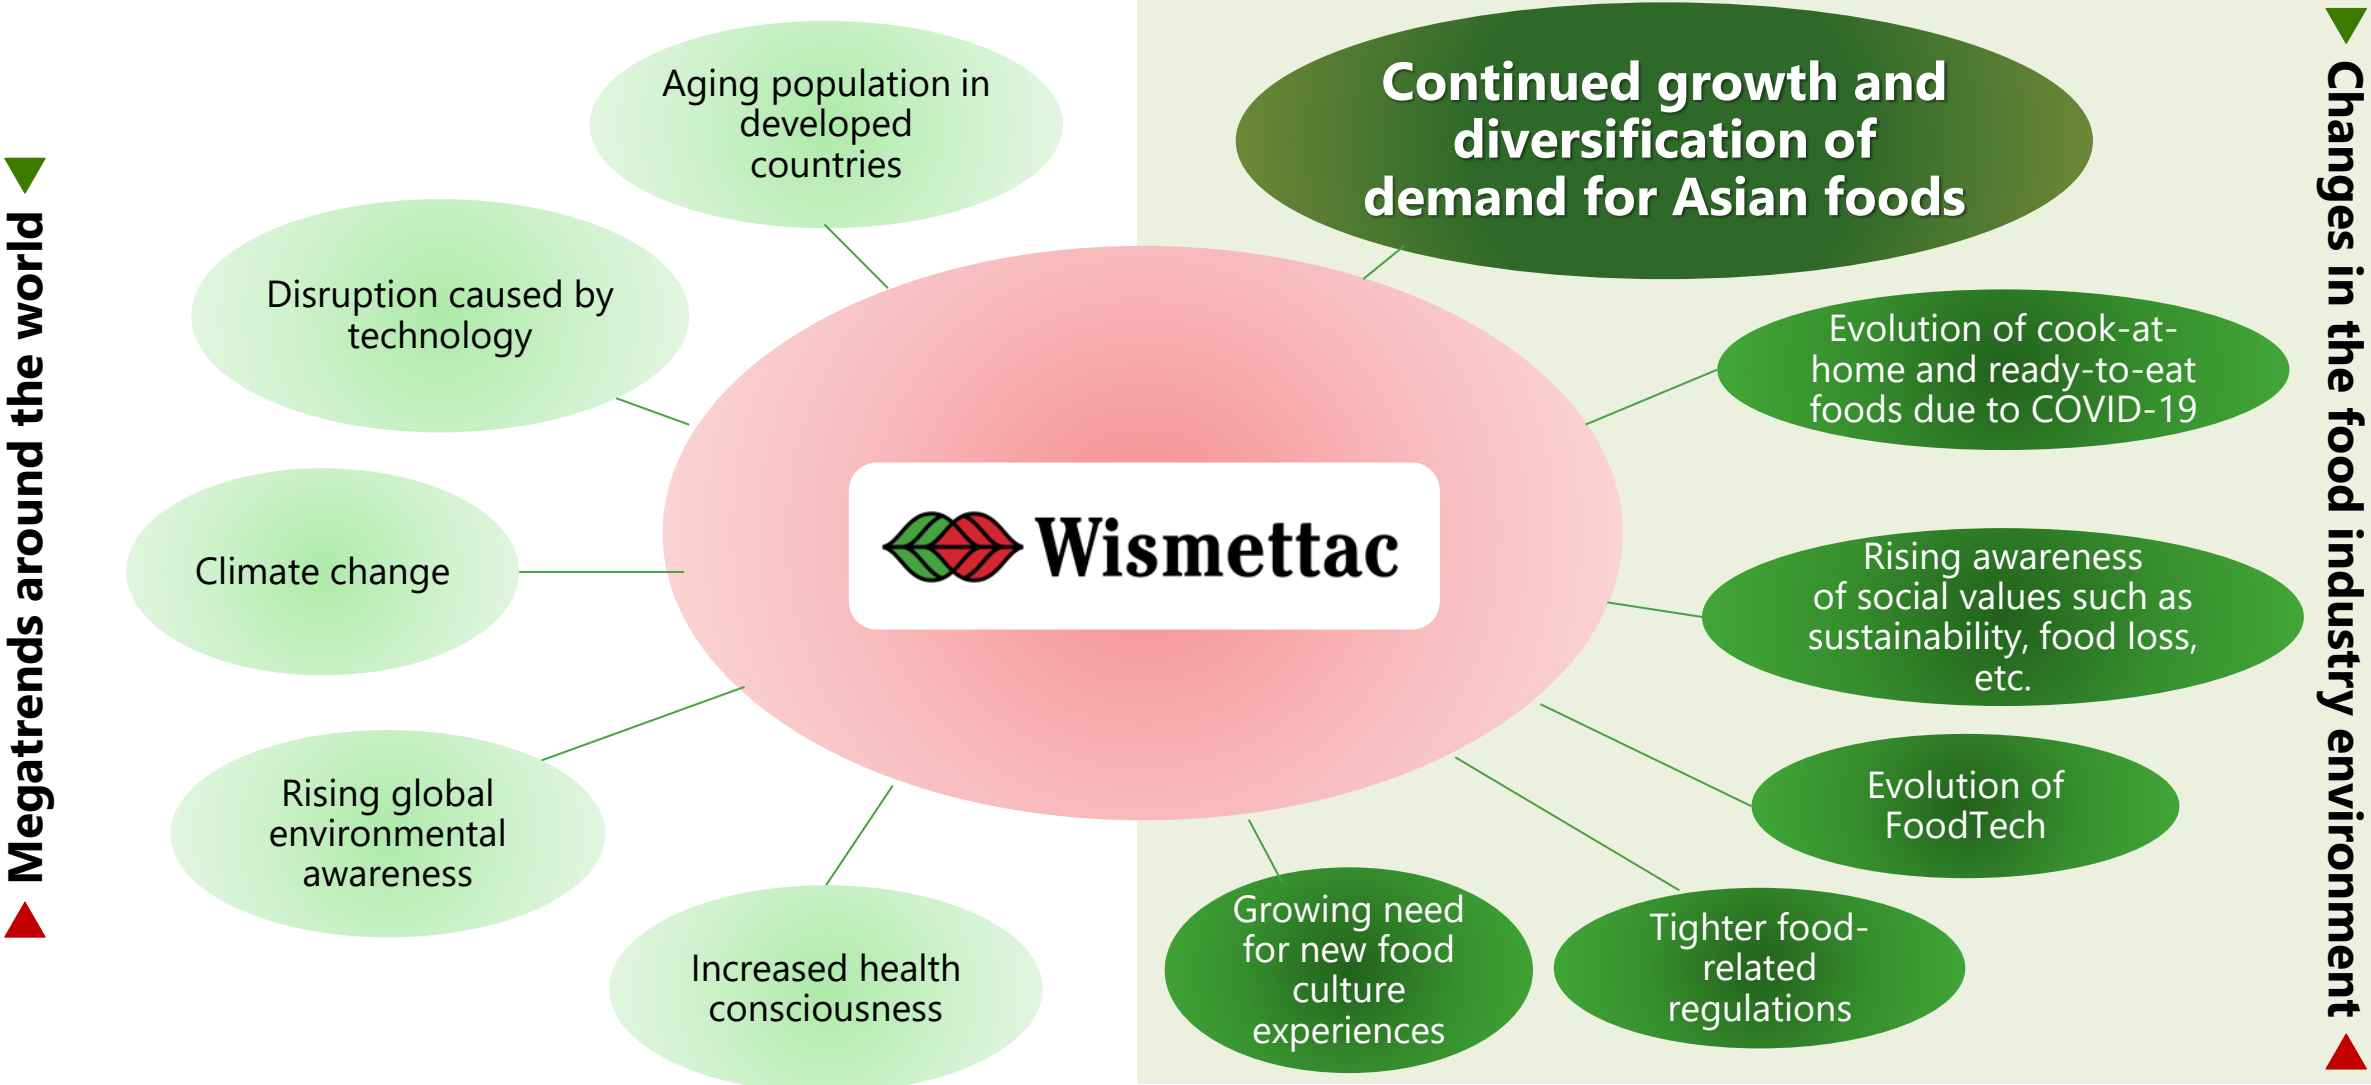 Megatrends around the world
Aging population in
developed
countries
Disruption caused by
technology
Climate change
Rising global
environmental
awareness
Increased health
consciousness
Wismettac
Continued growth and
diversification of
demand for Asian foods
Evolution of cook-at-
home and ready-to-eat
foods due to COVID-19
Rising awareness
of social values such as
sustainability, food loss,
etc.
Evolution of
FoodTech
Tighter food-
related
regulations
Growing need
for new food
culture
experiences
Changes in the food industry environment